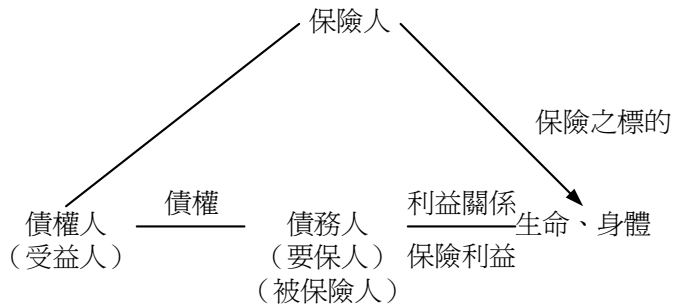 保險人
保險之標的
債權人
（受益人）
債權
債務人
（要保人）
（被保險人）
利益關係
保險利益
生命、身體